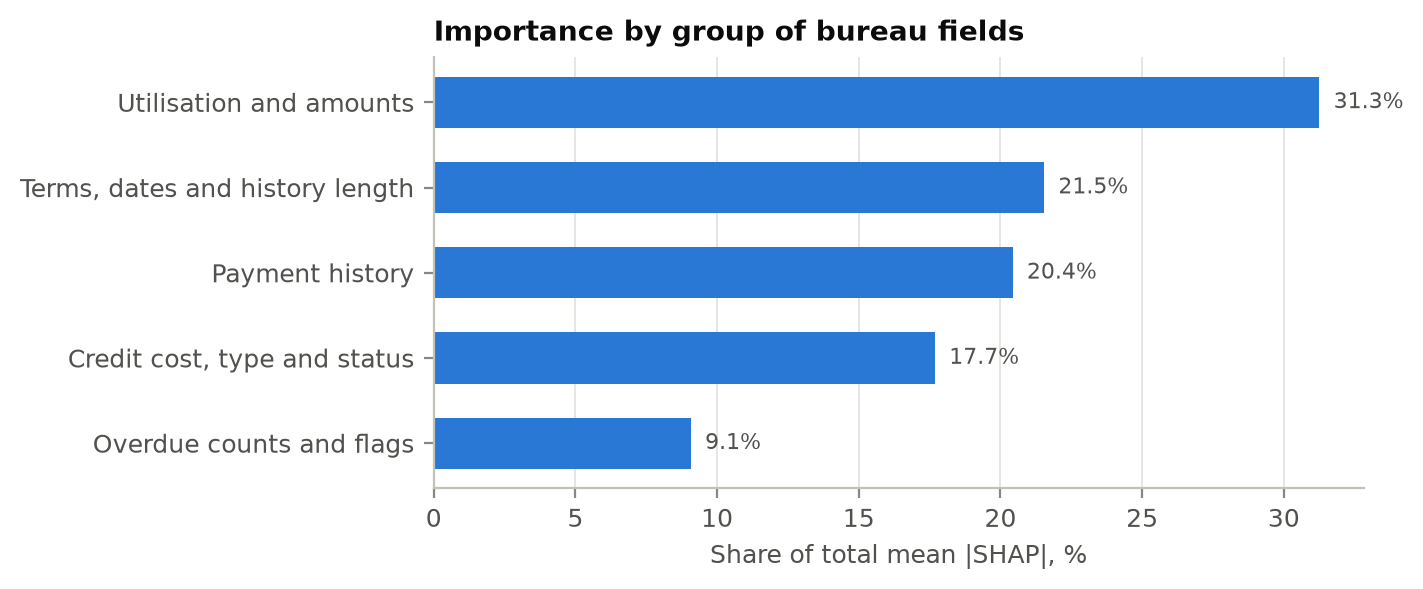 Importance by group of bureau fields
Utilisation and amounts
31.3%
Terms, dates and history length
21.5%
Payment history
20.4%
Credit cost, type and status
17.7%
Overdue counts and flags
9.1%
0 5 10 15 20 25 30
Share of total mean |SHAP|, %